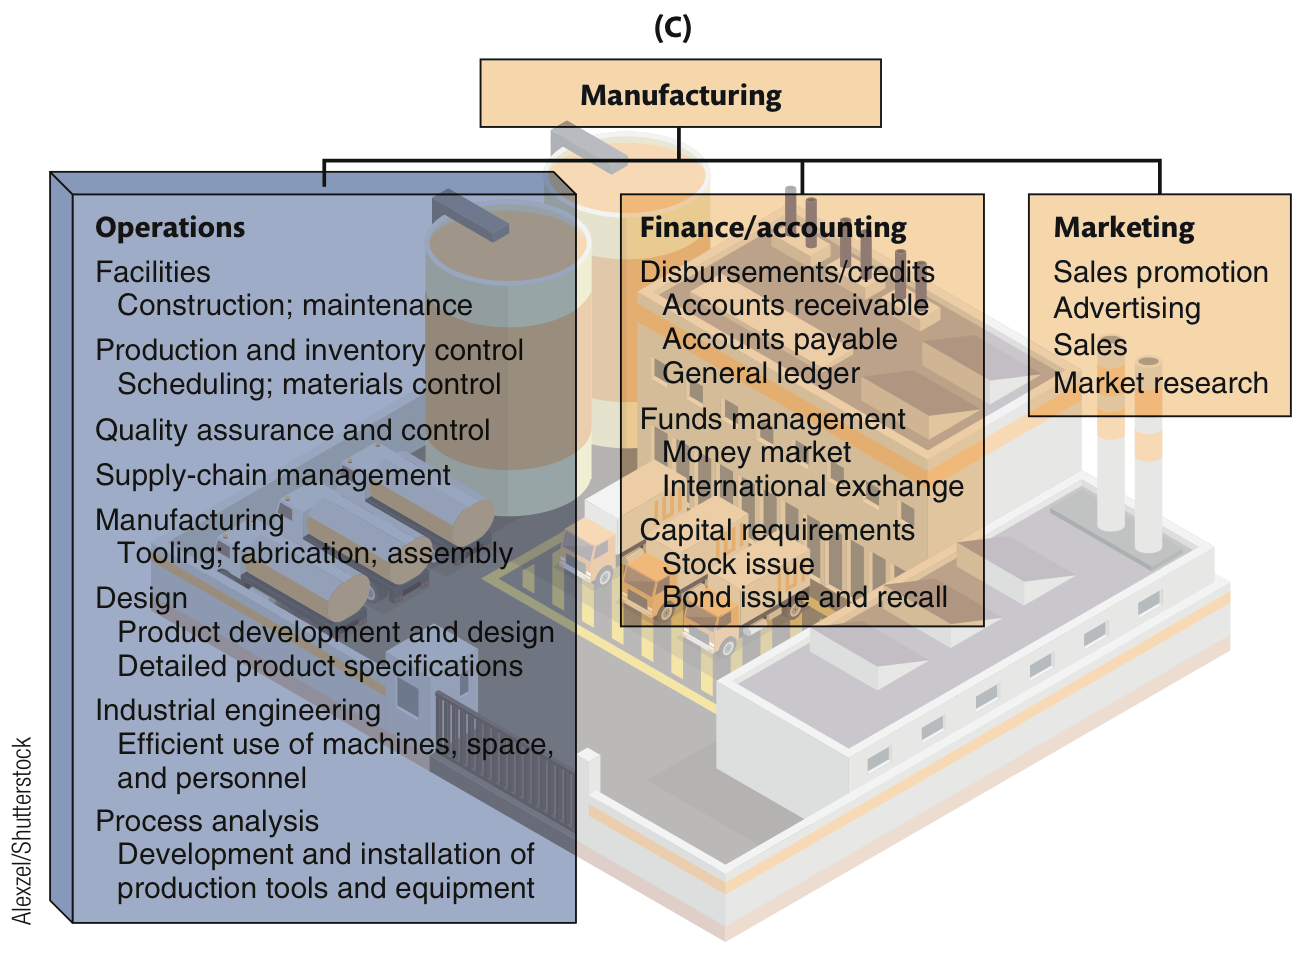 (C)
Manufacturing
Operations
Facilities
Construction; maintenance
Production and inventory control
Scheduling; materials control
Quality assurance and control
Supply-chain management
Manufacturing
Tooling; fabrication; assembly
Design
Product development and design
Detailed product specifications
Industrial engineering
Efficient use of machines, space,
and personnel
Process analysis
Development and installation of
production tools and equipment
Finance/accounting
Disbursements/credits
Accounts receivable
Accounts payable
General ledger
Funds management
Money market
International exchange
Capital requirements
Stock issue
Bond issue and recall
Marketing
Sales promotion
Advertising
Sales
Market research
Alexzel/Shutterstock